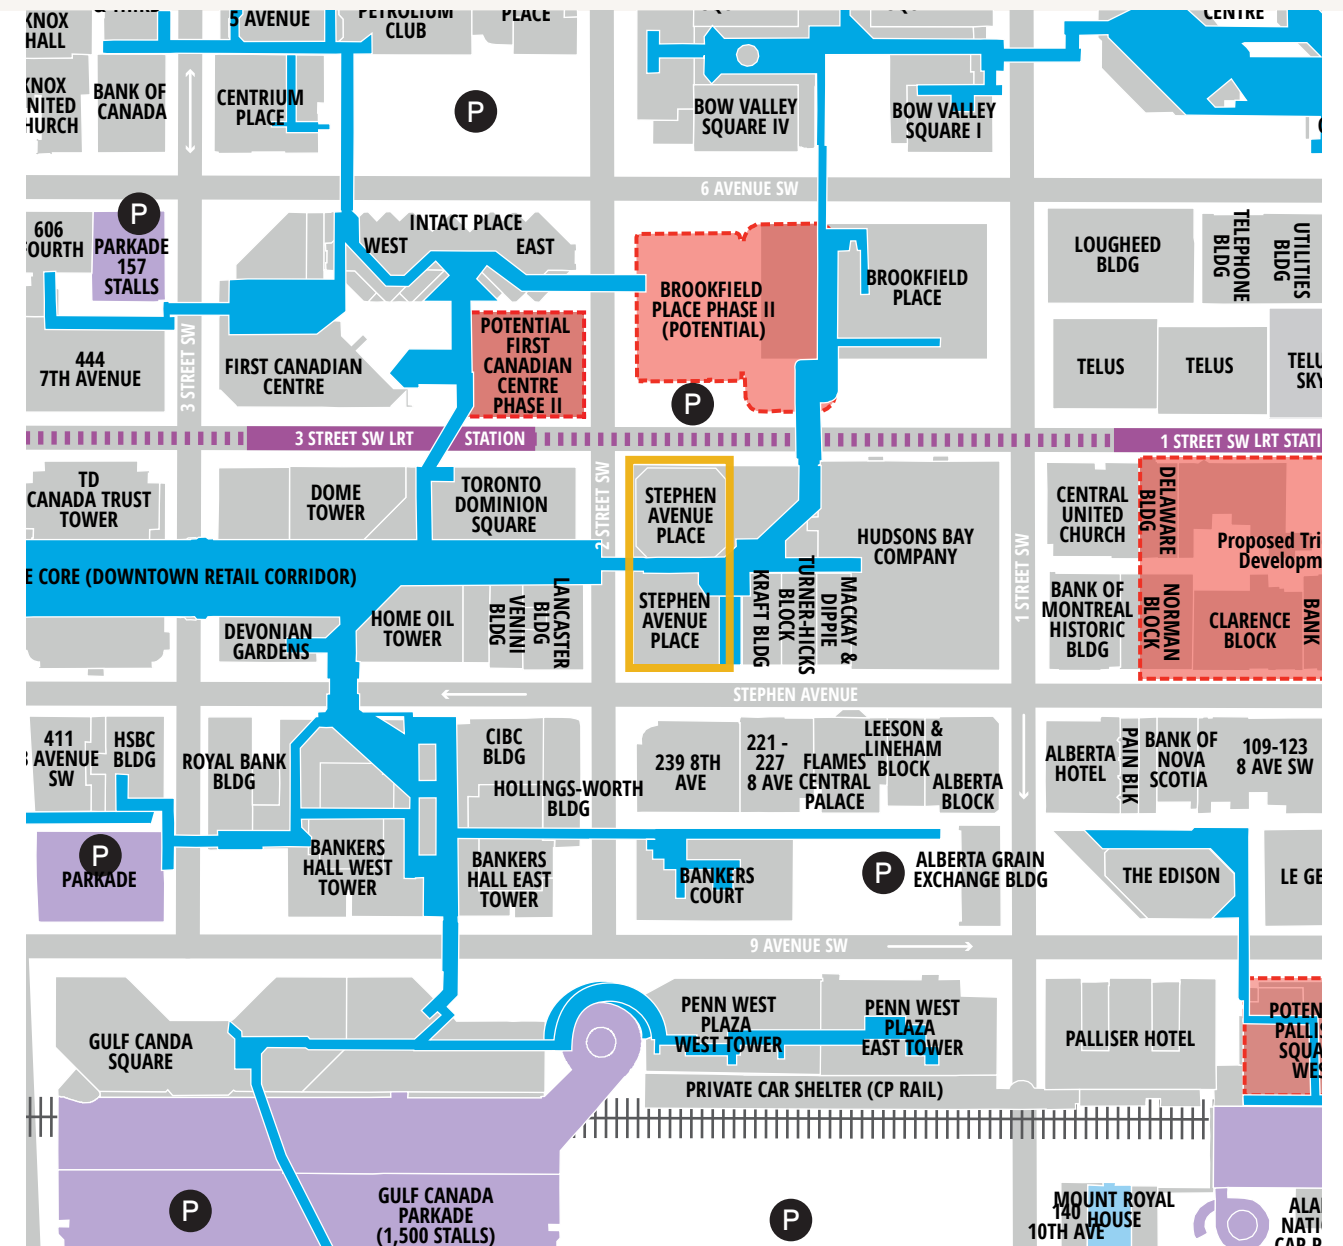 KNOX
HALL
5 AVENUE
PETROLIUM
CLUB
PLACE
CENTRE
KNOX
UNITED
CHURCH
BANK OF
CANADA
CENTRIUM
PLACE
P
BOW VALLEY
SQUARE IV
BOW VALLEY
SQUARE I
6 AVENUE SW
606
FOURTH
P
PARKADE
157
STALLS
INTACT PLACE
WEST
EAST
BROOKFIELD
PLACE PHASE II
(POTENTIAL)
BROOKFIELD
PLACE
LOUGHEED
BLDG
TELEPHONE
BLDG
UTILITIES
BLDG
444
7TH AVENUE
3 STREET SW
FIRST CANADIAN
CENTRE
POTENTIAL
FIRST
CANADIAN
CENTRE
PHASE II
P
TELUS
TELUS
TELU
SKY
3 STREET SW LRT
STATION
1 STREET SW LRT STATI
TD
CANADA TRUST
TOWER
DOME
TOWER
TORONTO
DOMINION
SQUARE
2 STREET SW
STEPHEN
AVENUE
PLACE
HUDSONS BAY
COMPANY
1 STREET SW
CENTRAL
UNITED
CHURCH
DELAWARE
BLDG
Proposed Tri
Developm
E CORE (DOWNTOWN RETAIL CORRIDOR)
DEVONIAN
GARDENS
HOME OIL
TOWER
VENINI
BLDG
LANCASTER
BLDG
STEPHEN
AVENUE
PLACE
KRAFT BLDG
TURNER-HICKS
BLOCK
MACKAY &
DIPPIE
BANK OF
MONTREAL
HISTORIC
BLDG
NORMAN
BLOCK
CLARENCE
BLOCK
BANK
STEPHEN AVENUE
411
8 AVENUE
SW
HSBC
BLDG
ROYAL BANK
BLDG
CIBC
BLDG
HOLLINGS-WORTH
BLDG
239 8TH
AVE
221 -
227
8 AVE
FLAMES
CENTRAL
PALACE
LEESON &
LINEHAM
BLOCK
ALBERTA
BLOCK
ALBERTA
HOTEL
PAIN BLK
BANK OF
NOVA
SCOTIA
109-123
8 AVE SW
P
PARKADE
BANKERS
HALL WEST
TOWER
BANKERS
HALL EAST
TOWER
BANKERS
COURT
P
ALBERTA GRAIN
EXCHANGE BLDG
THE EDISON
LE GE
9 AVENUE SW
GULF CANDA
SQUARE
PENN WEST
PLAZA
WEST TOWER
PENN WEST
PLAZA
EAST TOWER
PALLISER HOTEL
POTEN
PALLIS
SQUA
WES
PRIVATE CAR SHELTER (CP RAIL)
P
GULF CANADA
PARKADE
(1,500 STALLS)
P
MOUNT ROYAL
HOUSE
140
10TH AVE
ALA
NATI
CAR P